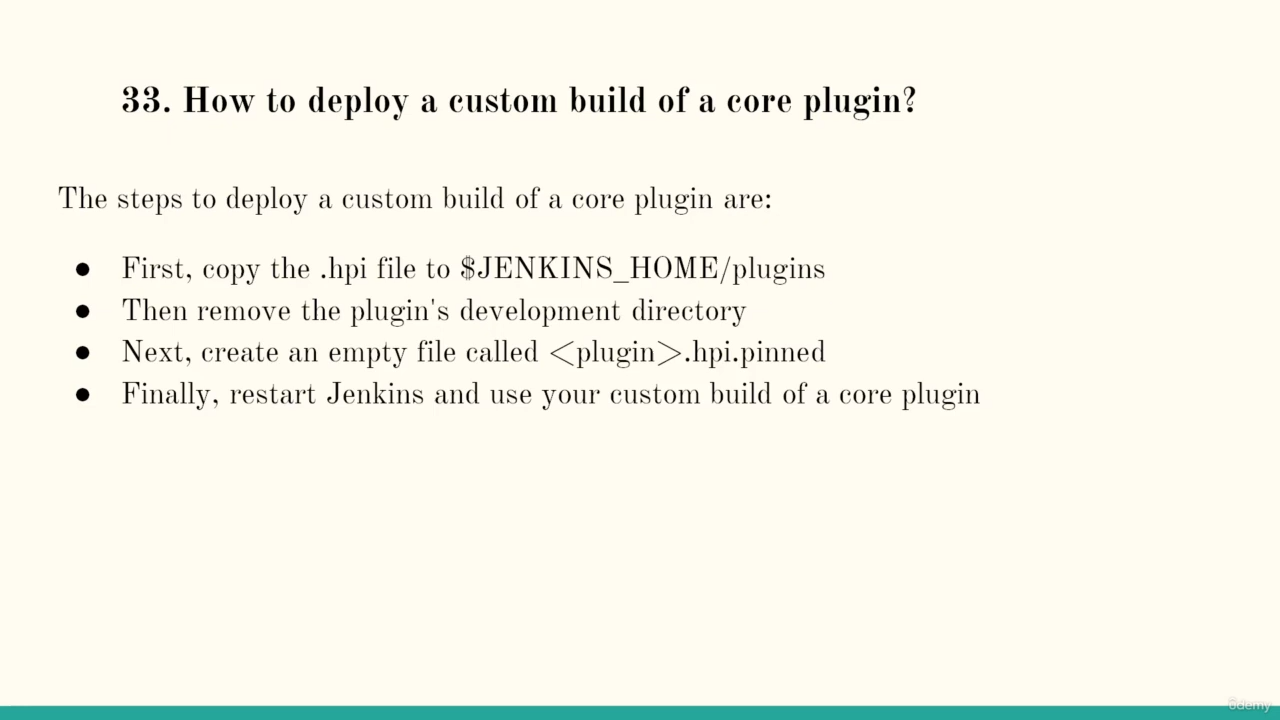 33. How to deploy a custom build of a core plugin?
The steps to deploy a custom build of a core plugin are:
● First, copy the .hpi file to $JENKINS_HOME/plugins
● Then remove the plugin's development directory
● Next, create an empty file called <plugin>.hpi.pinned
● Finally, restart Jenkins and use your custom build of a core plugin
ûdemy